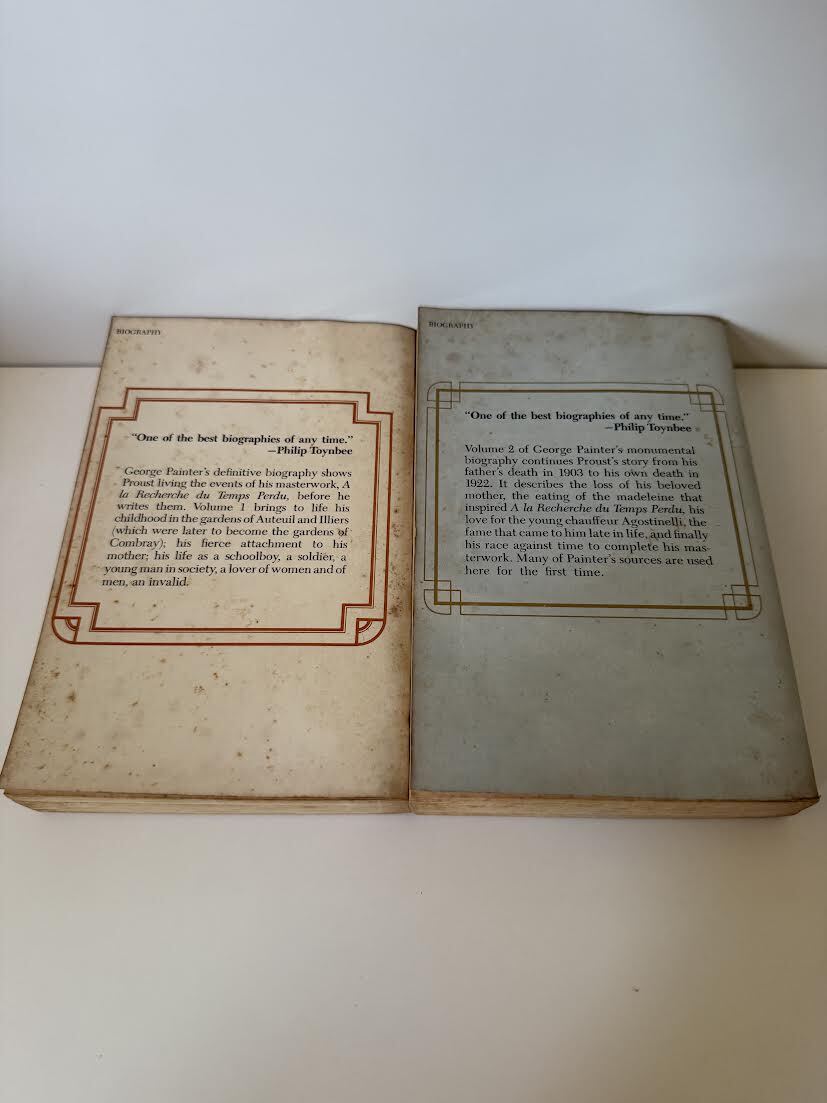 BIOGRAPHY
"One of the best biographies of any time."
—Philip Toynbee
George Painter's definitive biography shows
Proust living the events of his masterwork, A
la Recherche du Temps Perdu, before he
writes them. Volume 1 brings to life his
childhood in the gardens of Auteuil and Illiers
(which were later to become the gardens of
Combray); his fierce attachment to his
mother; his life as a schoolboy, a soldier, a
young man in society, a lover of women and of
men, an invalid.
BIOGRAPHY
"One of the best biographies of any time."
—Philip Toynbee
Volume 2 of George Painter's monumental
biography continues Proust's story from his
father's death in 1903 to his own death in
1922. It describes the loss of his beloved
mother, the eating of the madeleine that
inspired A la Recherche du Temps Perdu, his
love for the young chauffeur Agostinelli, the
fame that came to him late in life, and finally
his race against time to complete his mas-
terwork. Many of Painter's sources are used
here for the first time.